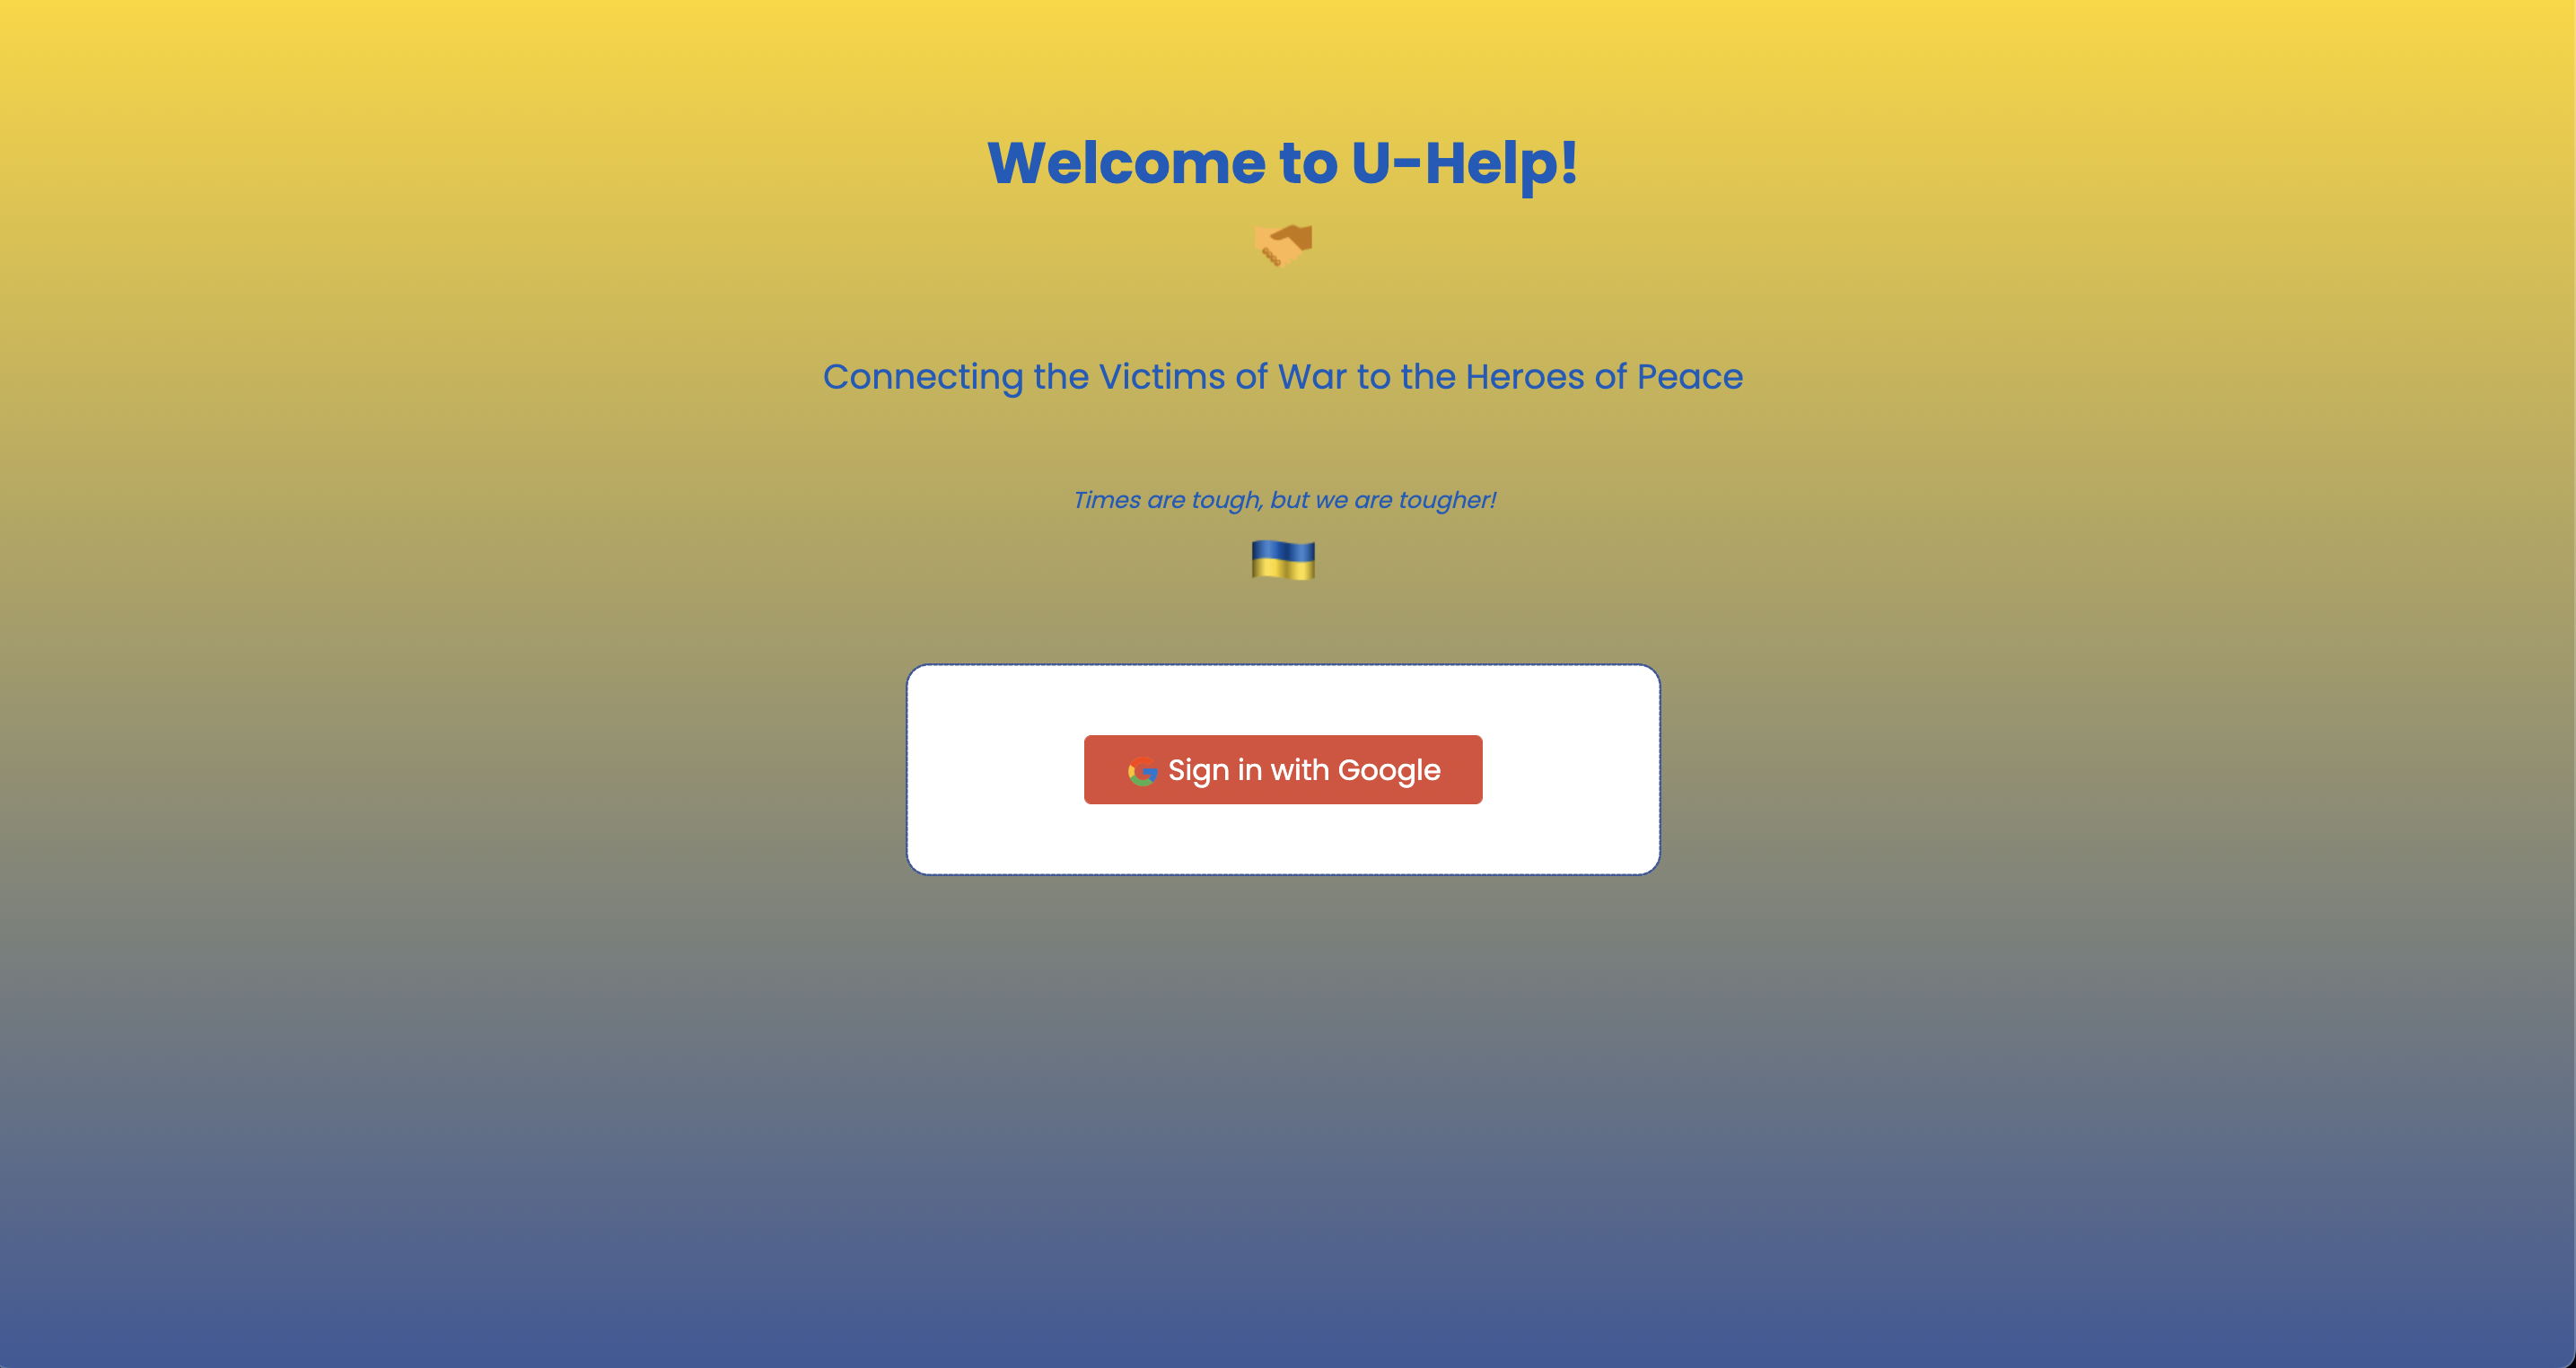 Welcome to U-Help!
Connecting the Victims of War to the Heroes of Peace
Times are tough, but we are tougher!
Sign in with Google